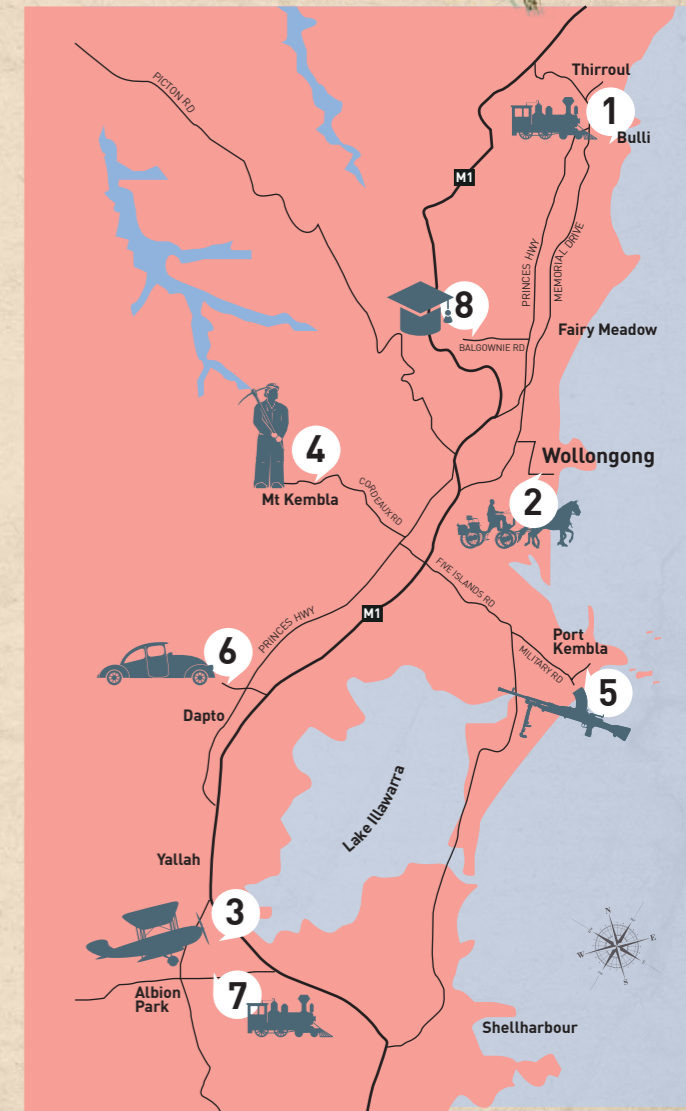 Thirroul
PICTON RD
1
Bulli
M1
PRINCES HWY
MEMORIAL DRIVE
8
Fairy Meadow
BALGOWNIE RD
4
Wollongong
CORDEAUX RD
2
Mt Kembla
FIVE ISLANDS RD
M1
PRINCES HWY
Port
Kembla
6
MILITARY RD
5
Dapto
Lake Illawarra
Yallah
3
N
E
W
S
7
Albion
Park
Shellharbour